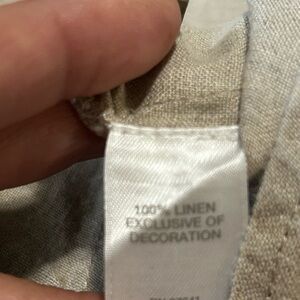 100% LINEN
EXCLUSIVE OF
DECORATION